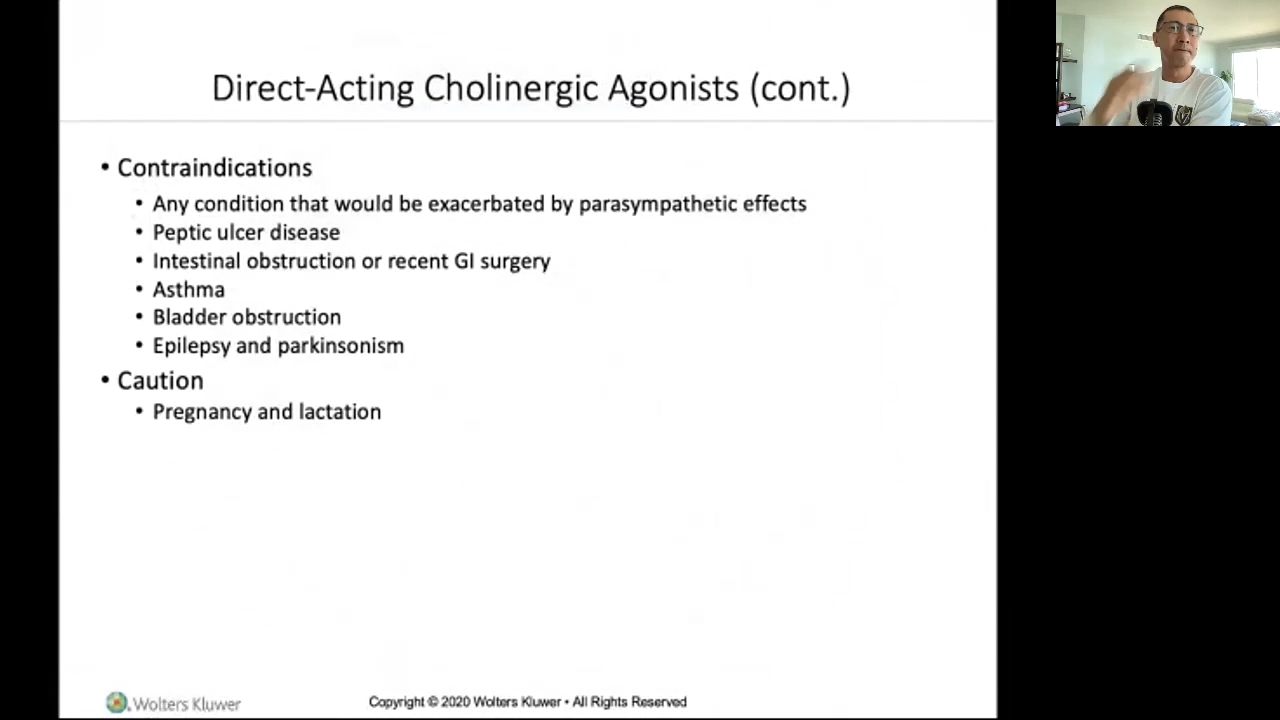 Direct-Acting Cholinergic Agonists (cont.)
• Contraindications
• Any condition that would be exacerbated by parasympathetic effects
• Peptic ulcer disease
• Intestinal obstruction or recent GI surgery
• Asthma
• Bladder obstruction
• Epilepsy and parkinsonism
• Caution
• Pregnancy and lactation
Wolters Kluwer
Copyright © 2020 Wolters Kluwer • All Rights Reserved